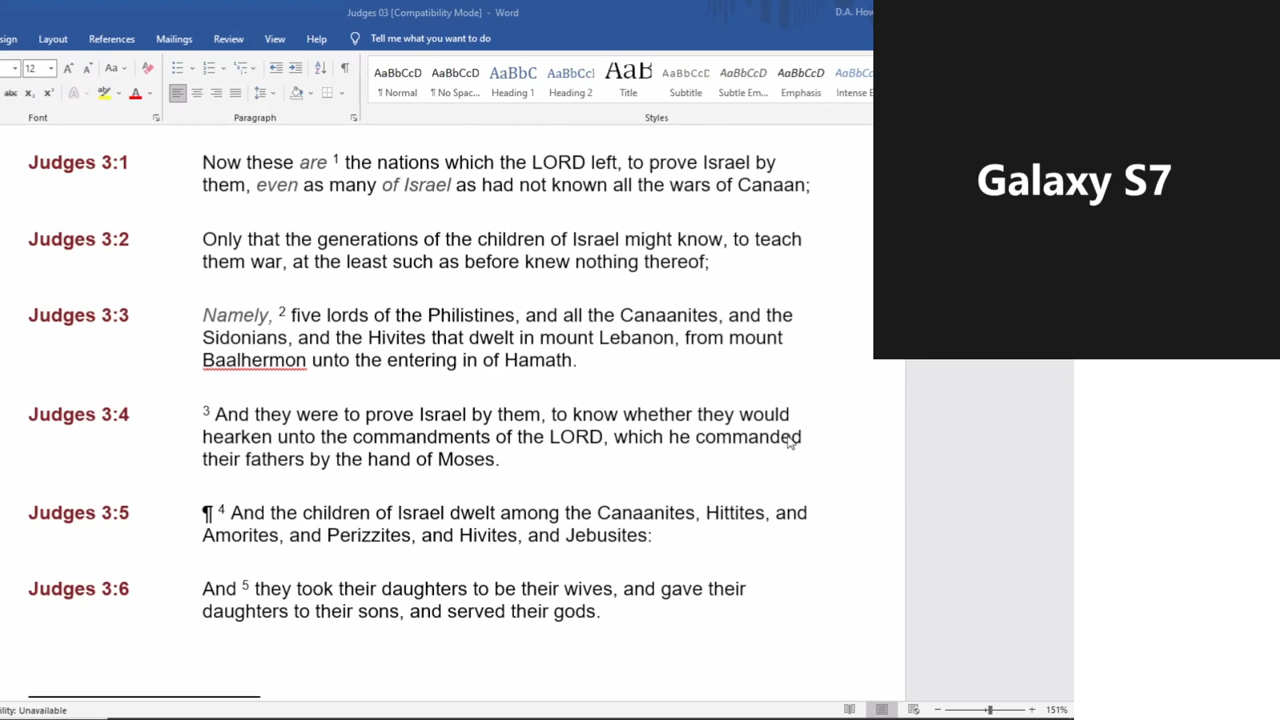 Judges 03 [Compatibility Mode] - Word
D.A. How
sign Layout References Mailings Review View Help Tell me what you want to do
12 Aa
abc x₂ x² A ab A
AaBbCcDd AaBbCcDd AaBbC AaBbCcI AaB AaBbCcD AaBbCcDd AaBbCcDd AaBbCcDd
¶ Normal ¶ No Spac... Heading 1 Heading 2 Title Subtitle Subtle Em... Emphasis Intense E
Font Paragraph Styles
Galaxy S7
Judges 3:1 Now these are ¹ the nations which the LORD left, to prove Israel by
them, even as many of Israel as had not known all the wars of Canaan;
Judges 3:2 Only that the generations of the children of Israel might know, to teach
them war, at the least such as before knew nothing thereof;
Judges 3:3 Namely, ² five lords of the Philistines, and all the Canaanites, and the
Sidonians, and the Hivites that dwelt in mount Lebanon, from mount
Baalhermon unto the entering in of Hamath.
Judges 3:4 ³ And they were to prove Israel by them, to know whether they would
hearken unto the commandments of the LORD, which he commanded
their fathers by the hand of Moses.
Judges 3:5 ¶ ⁴ And the children of Israel dwelt among the Canaanites, Hittites, and
Amorites, and Perizzites, and Hivites, and Jebusites:
Judges 3:6 And ⁵ they took their daughters to be their wives, and gave their
daughters to their sons, and served their gods.
ility: Unavailable
151%